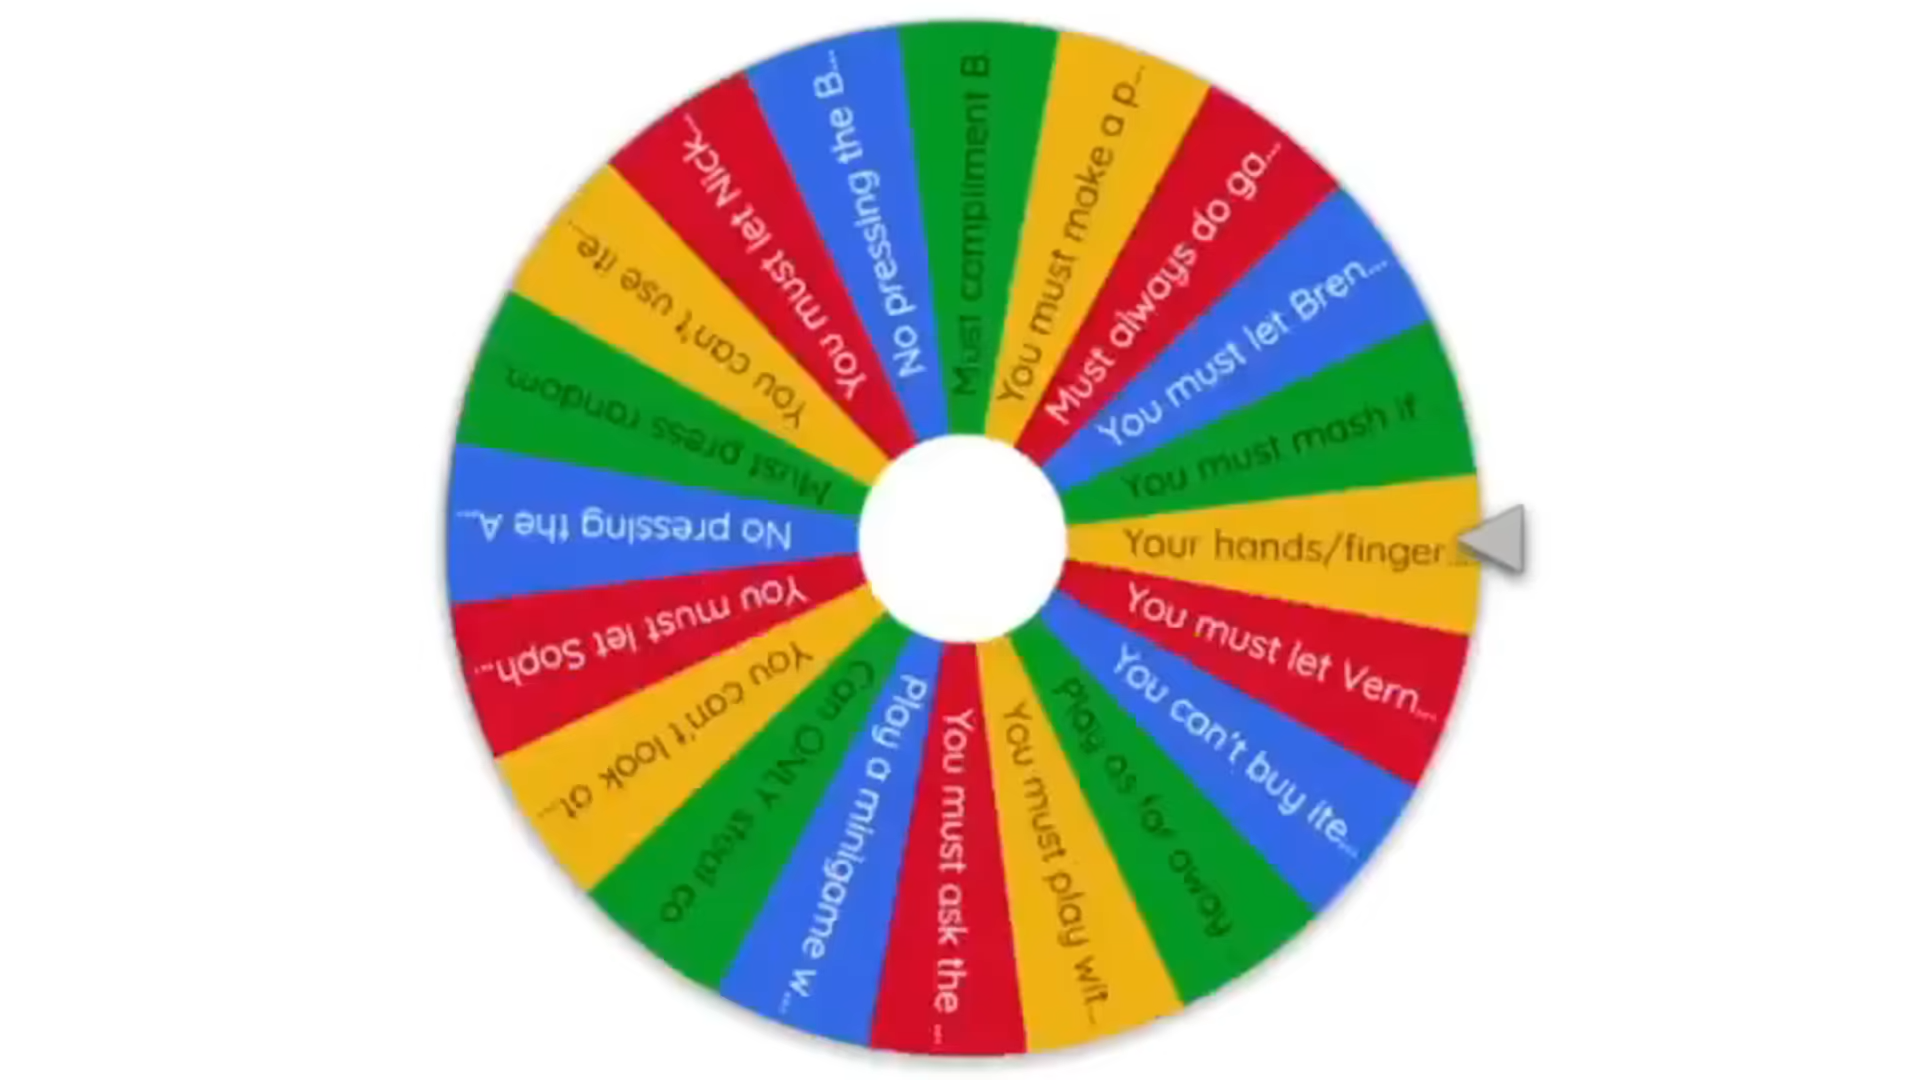 Must compliment B
You must make a p...
Must always do ga...
You must let Bren...
You must mash if
Your hands/finger...
You must let Vern...
You can't buy ite...
Play as far away
You must play wit...
You must ask the ...
Play a minigame w...
Can ONLY steal co
You can't look at...
You must let Soph...
No pressing the A...
Must press random
You can't use ite...
You must let Nick...
No pressing the B...